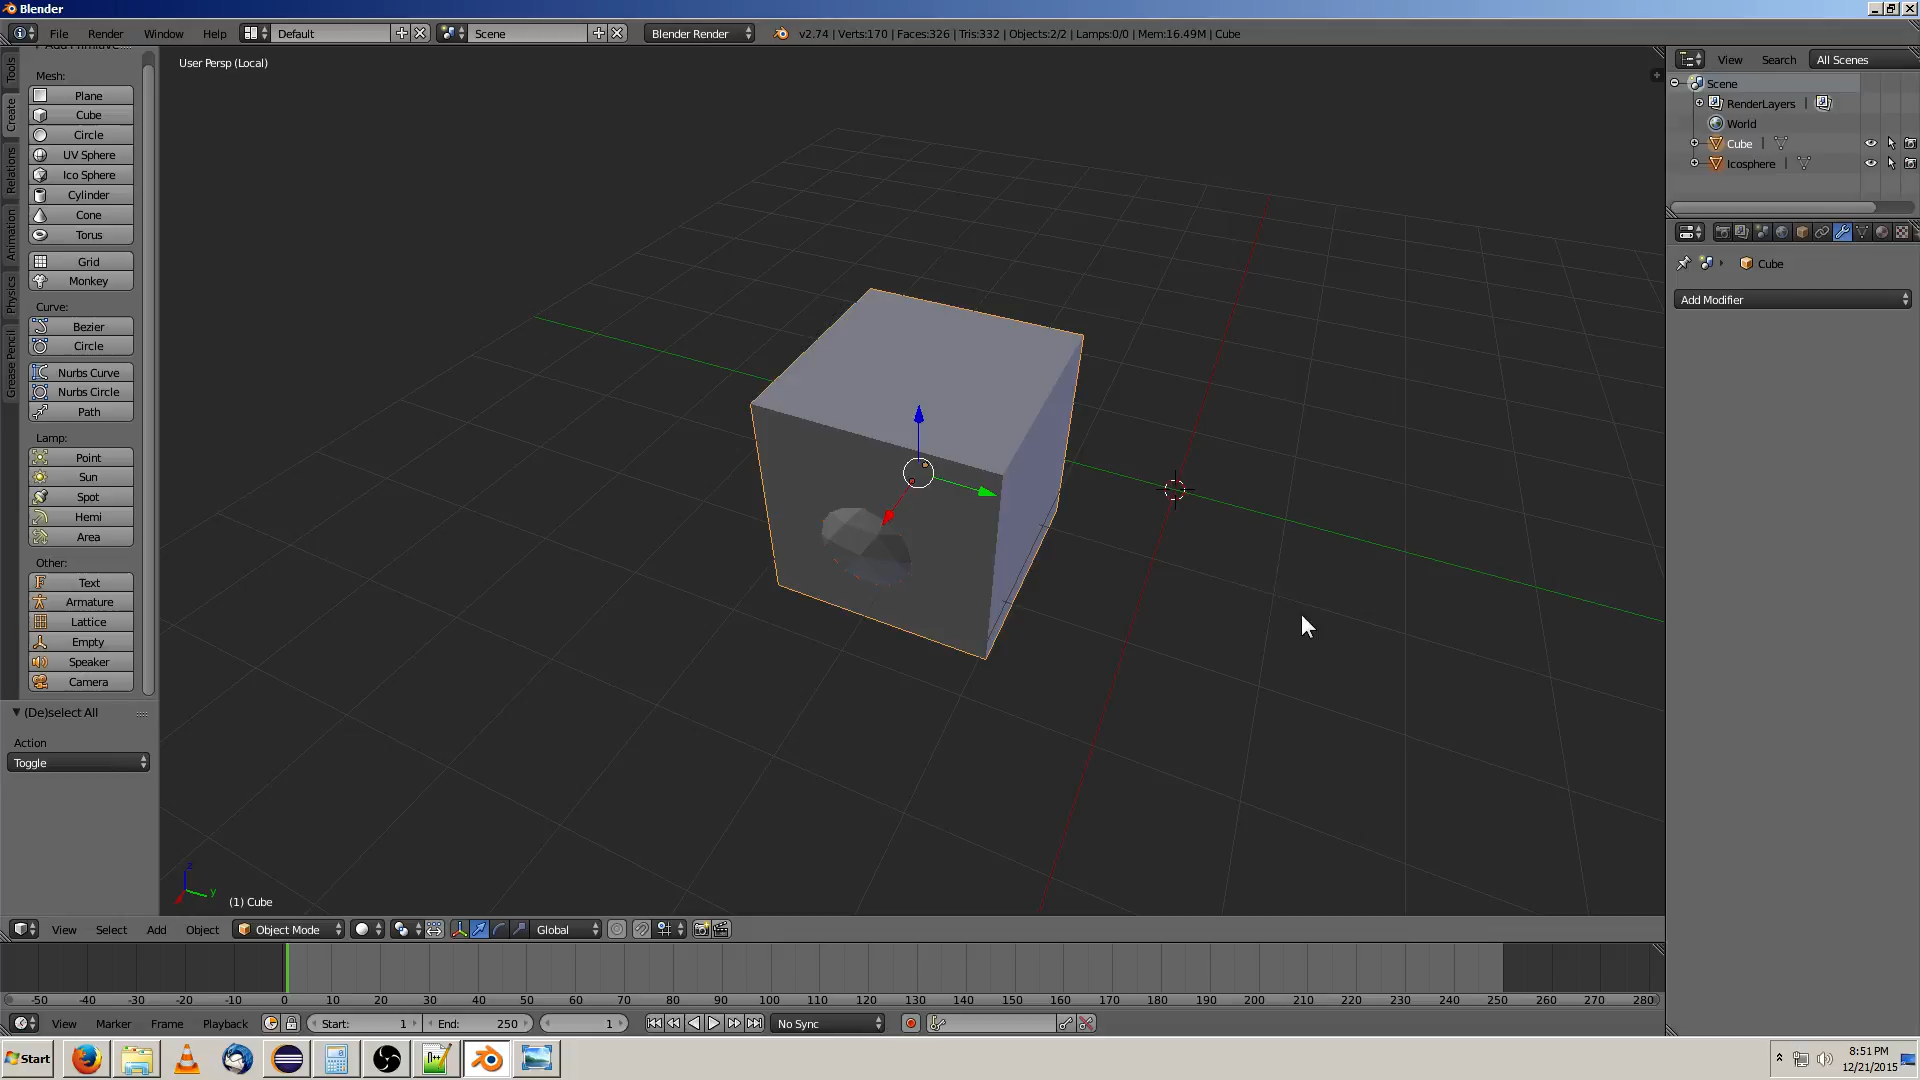 Blender
File Render Window Help Default Scene Blender Render v2.74 | Verts:170 | Faces:326 | Tris:332 | Objects:2/2 | Lamps:0/0 | Mem:16.49M | Cube
User Persp (Local)
View Search All Scenes
Scene
RenderLayers |
World
Cube |
Icosphere |
Cube
Add Modifier
Tools
Create
Relations
Animation
Physics
Grease Pencil
Mesh:
Plane
Cube
Circle
UV Sphere
Ico Sphere
Cylinder
Cone
Torus
Grid
Monkey
Curve:
Bezier
Circle
Nurbs Curve
Nurbs Circle
Path
Lamp:
Point
Sun
Spot
Hemi
Area
Other:
Text
Armature
Lattice
Empty
Speaker
Camera
(De)select All
Action
Toggle
z
y
(1) Cube
View Select Add Object Object Mode Global
-50 -40 -30 -20 -10 0 10 20 30 40 50 60 70 80 90 100 110 120 130 140 150 160 170 180 190 200 210 220 230 240 250 260 270 280
View Marker Frame Playback Start: 1 End: 250 1 No Sync
Start
8:51 PM
12/21/2015